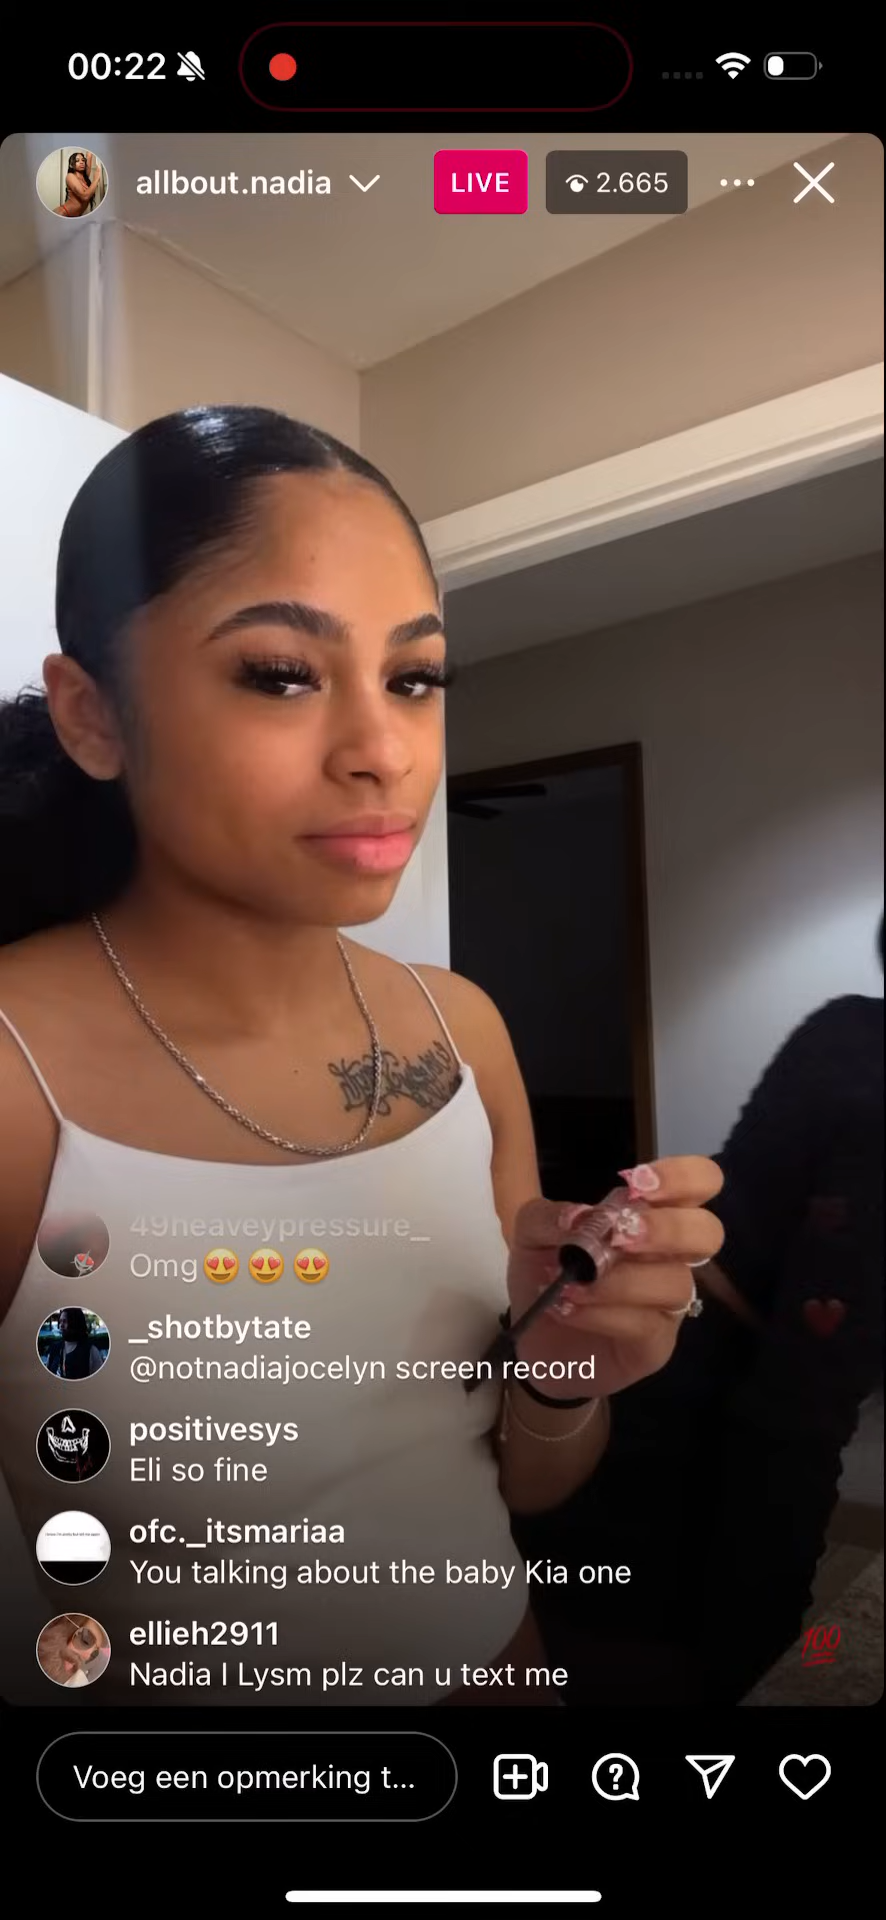 00:22
allbout.nadia
LIVE
2.665
49heaveypressure_
Omg😍😍😍
_shotbytate
@notnadiajocelyn screen record
positivesys
Eli so fine
ofc._itsmariaa
You talking about the baby Kia one
ellieh2911
Nadia I Lysm plz can u text me
💯
Voeg een opmerking t...